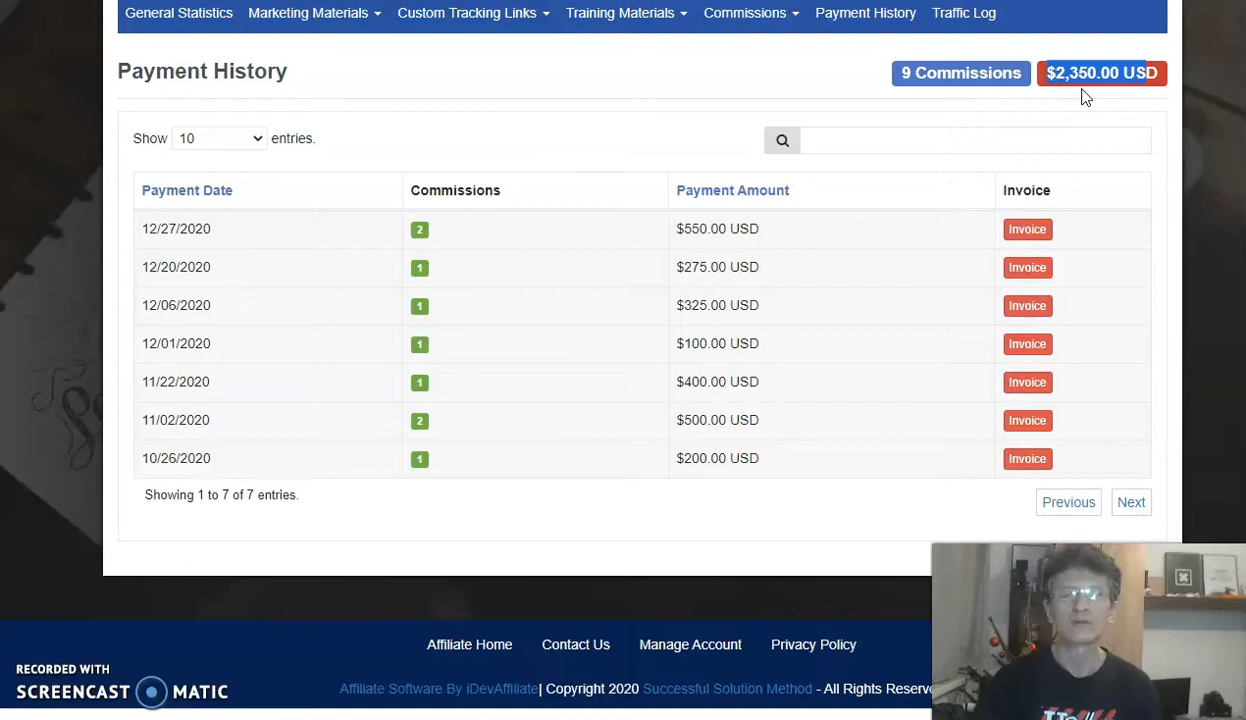 General Statistics Marketing Materials Custom Tracking Links Training Materials Commissions Payment History Traffic Log
Payment History 9 Commissions $2,350.00 USD
Show 10 entries.
Payment Date Commissions Payment Amount Invoice
12/27/2020 2 $550.00 USD Invoice
12/20/2020 1 $275.00 USD Invoice
12/06/2020 1 $325.00 USD Invoice
12/01/2020 1 $100.00 USD Invoice
11/22/2020 1 $400.00 USD Invoice
11/02/2020 2 $500.00 USD Invoice
10/26/2020 1 $200.00 USD Invoice
Showing 1 to 7 of 7 entries.
Previous Next
Affiliate Home Contact Us Manage Account Privacy Policy
RECORDED WITH
SCREENCAST MATIC
Affiliate Software By iDevAffiliate| Copyright 2020 Successful Solution Method - All Rights Reserve